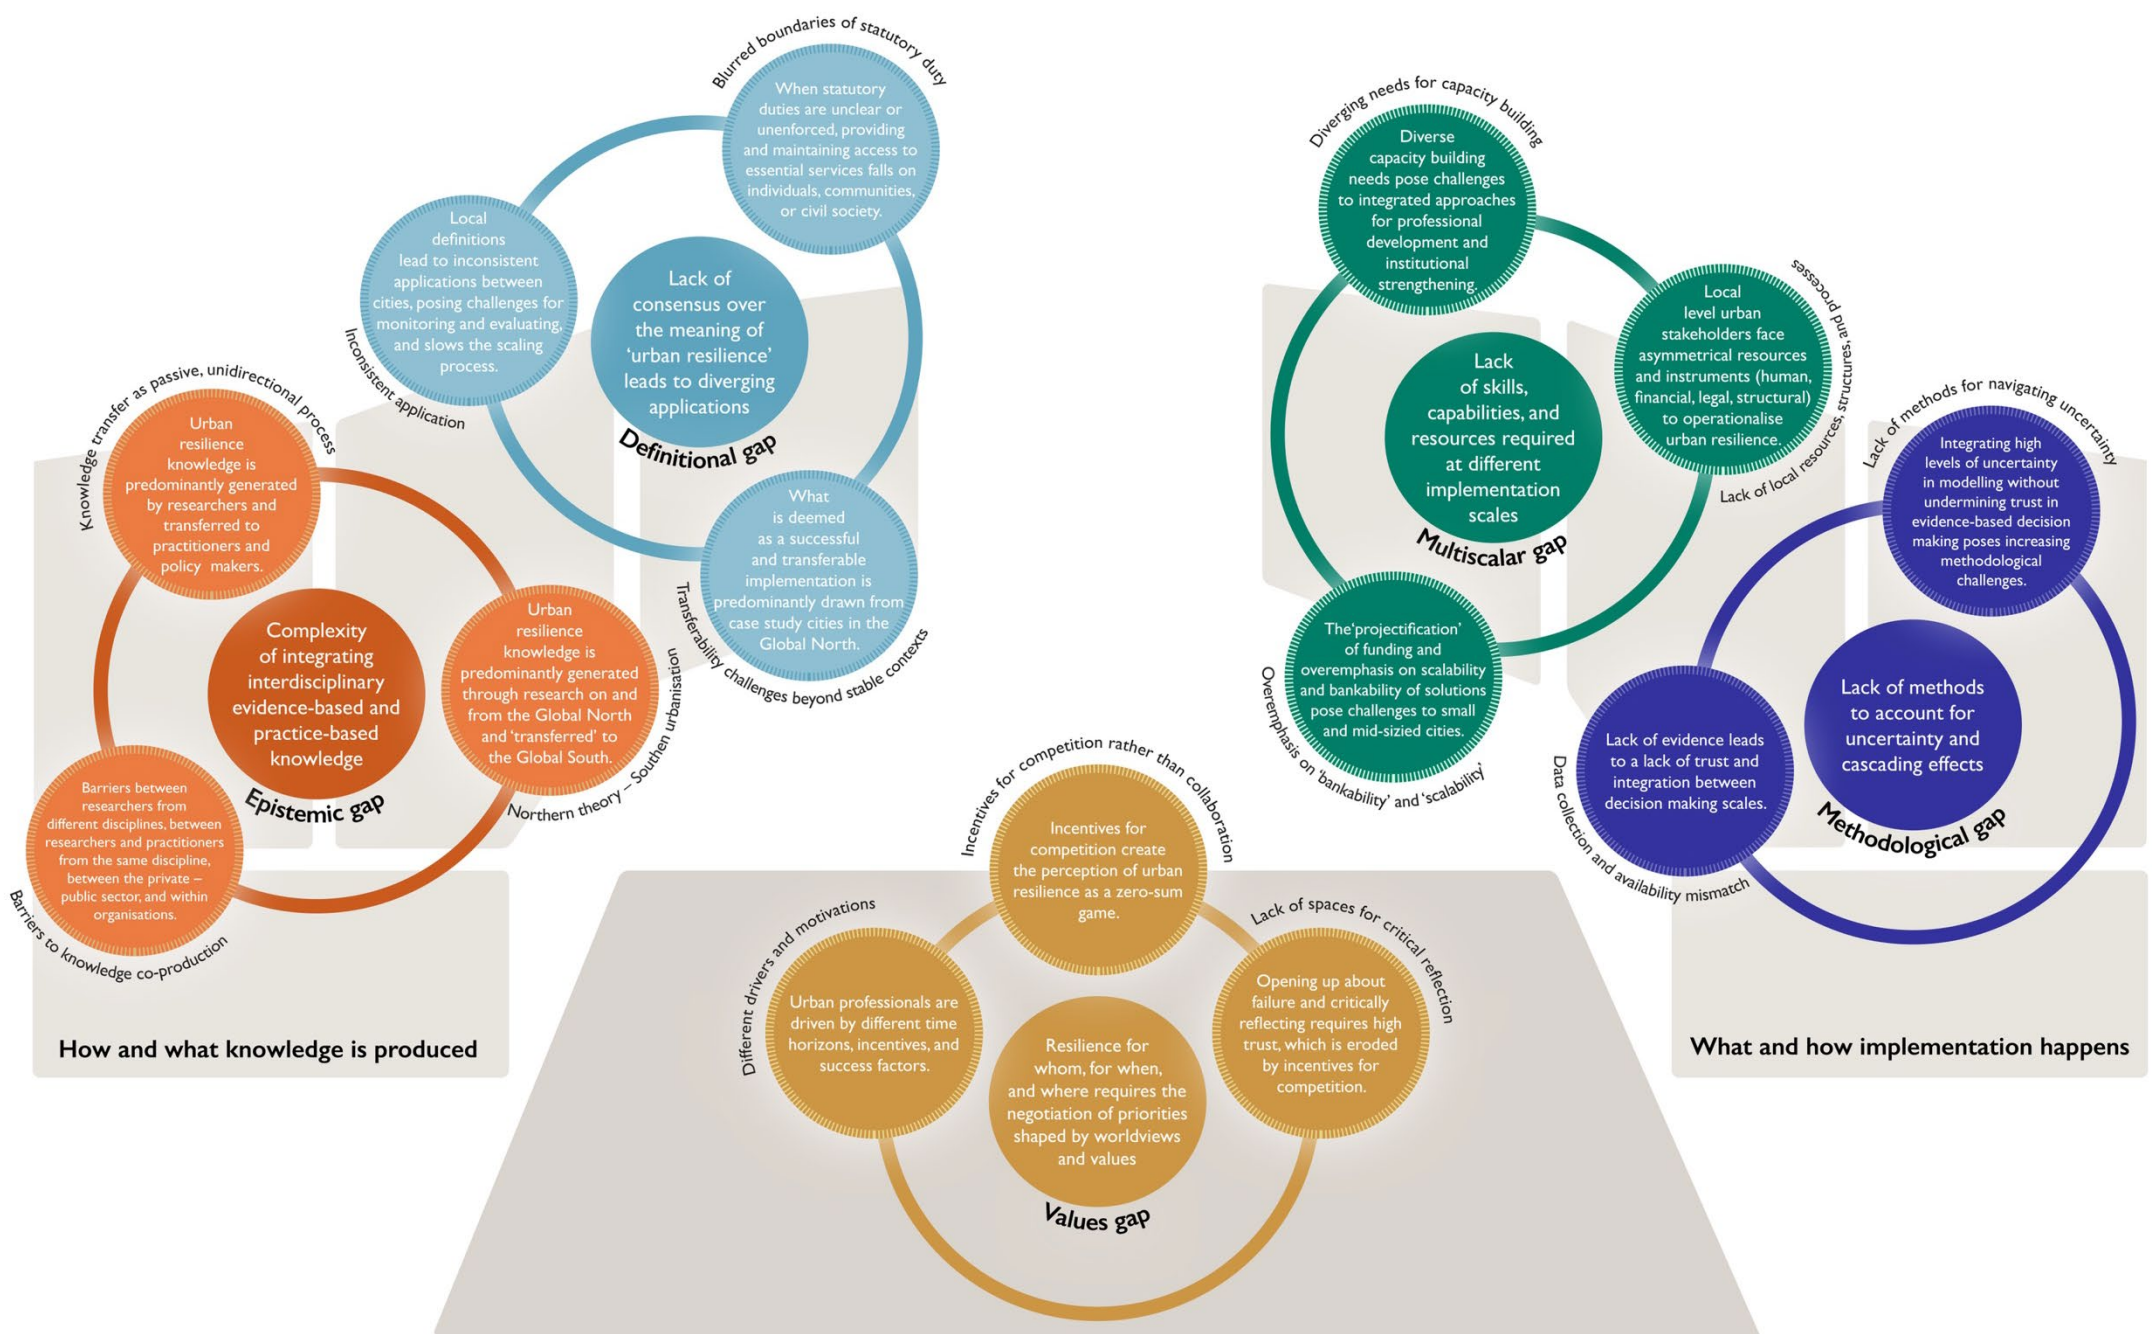 Blurred boundaries of statutory duty
When statutory
duties are unclear or
unenforced, providing
and maintaining access to
essential services falls on
individuals, communities,
or civil society.
Local
definitions
lead to inconsistent
applications between
cities, posing challenges for
monitoring and evaluating,
and slows the scaling
process.
Inconsistent application
Lack of
consensus over
the meaning of
‘urban resilience’
leads to diverging
applications
Definitional gap
What
is deemed
as a successful
and transferable
implementation is
predominantly drawn from
case study cities in the
Global North.
Transferability challenges beyond stable contexts
Knowledge transfer as passive, unidirectional process
Urban
resilience
knowledge is
predominantly generated
by researchers and
transferred to
practitioners and
policy makers.
Complexity
of integrating
interdisciplinary
evidence-based and
practice-based
knowledge
Epistemic gap
Urban
resilience
knowledge is
predominantly generated
through research on and
from the Global North
and ‘transferred’ to
the Global South.
Northern theory – Southen urbanisation
Barriers between
researchers from
different disciplines, between
researchers and practitioners
from the same discipline,
between the private –
public sector, and within
organisations.
Barriers to knowledge co-production
How and what knowledge is produced
Diverging needs for capacity building
Diverse
capacity building
needs pose challenges
to integrated approaches
for professional
development and
institutional
strengthening.
Local
level urban
stakeholders face
asymmetrical resources
and instruments (human,
financial, legal, structural)
to operationalise
urban resilience.
Lack of local resources, structures, and processes
Lack
of skills,
capabilities, and
resources required
at different
implementation
scales
Multiscalar gap
The‘projectification’
of funding and
overemphasis on scalability
and bankability of solutions
pose challenges to small
and mid-sizied cities.
Overemphasis on ‘bankability’ and ‘scalability’
Lack of methods for navigating uncertainty
Integrating high
levels of uncertainty
in modelling without
undermining trust in
evidence-based decision
making poses increasing
methodological
challenges.
Lack of methods
to account for
uncertainty and
cascading effects
Methodological gap
Lack of evidence leads
to a lack of trust and
integration between
decision making scales.
Data collection and availability mismatch
What and how implementation happens
Incentives for competition rather than collaboration
Incentives for
competition create
the perception of urban
resilience as a zero-sum
game.
Different drivers and motivations
Urban professionals are
driven by different time
horizons, incentives, and
success factors.
Lack of spaces for critical reflection
Opening up about
failure and critically
reflecting requires high
trust, which is eroded
by incentives for
competition.
Resilience for
whom, for when,
and where requires the
negotiation of priorities
shaped by worldviews
and values
Values gap